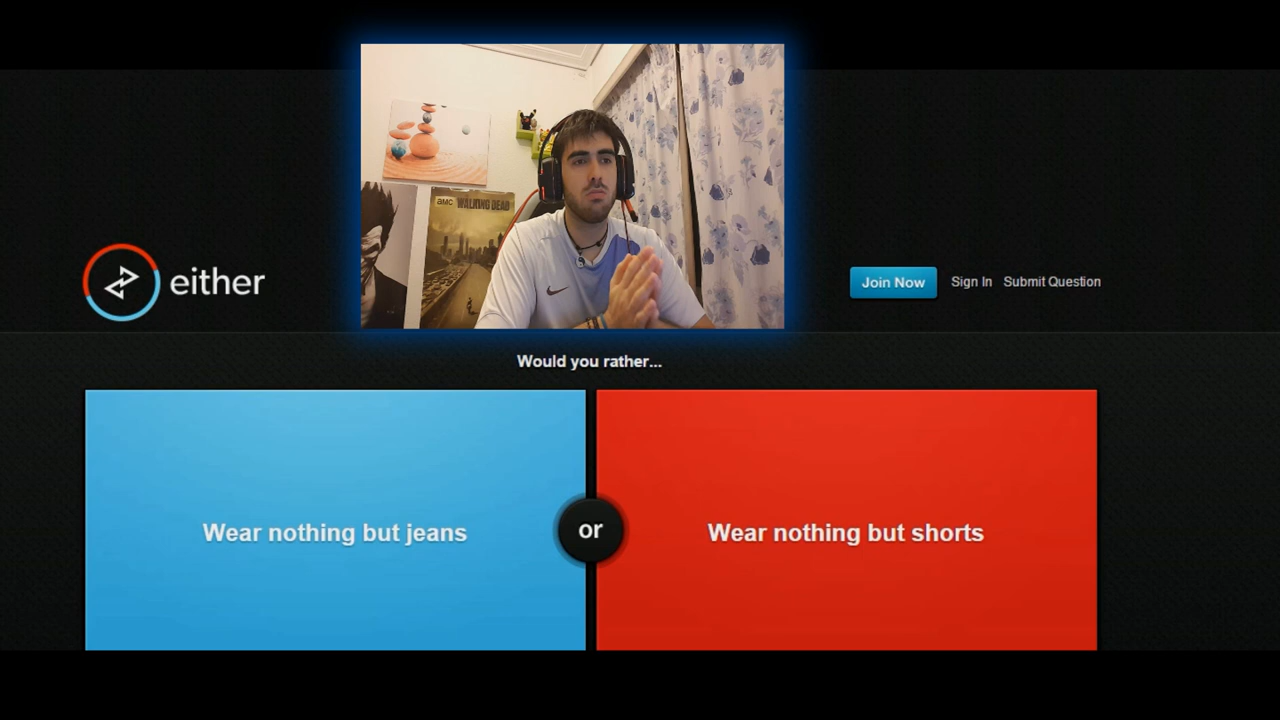 AMC WALKING DEAD
either
Join Now
Sign In
Submit Question
Would you rather...
Wear nothing but jeans
or
Wear nothing but shorts